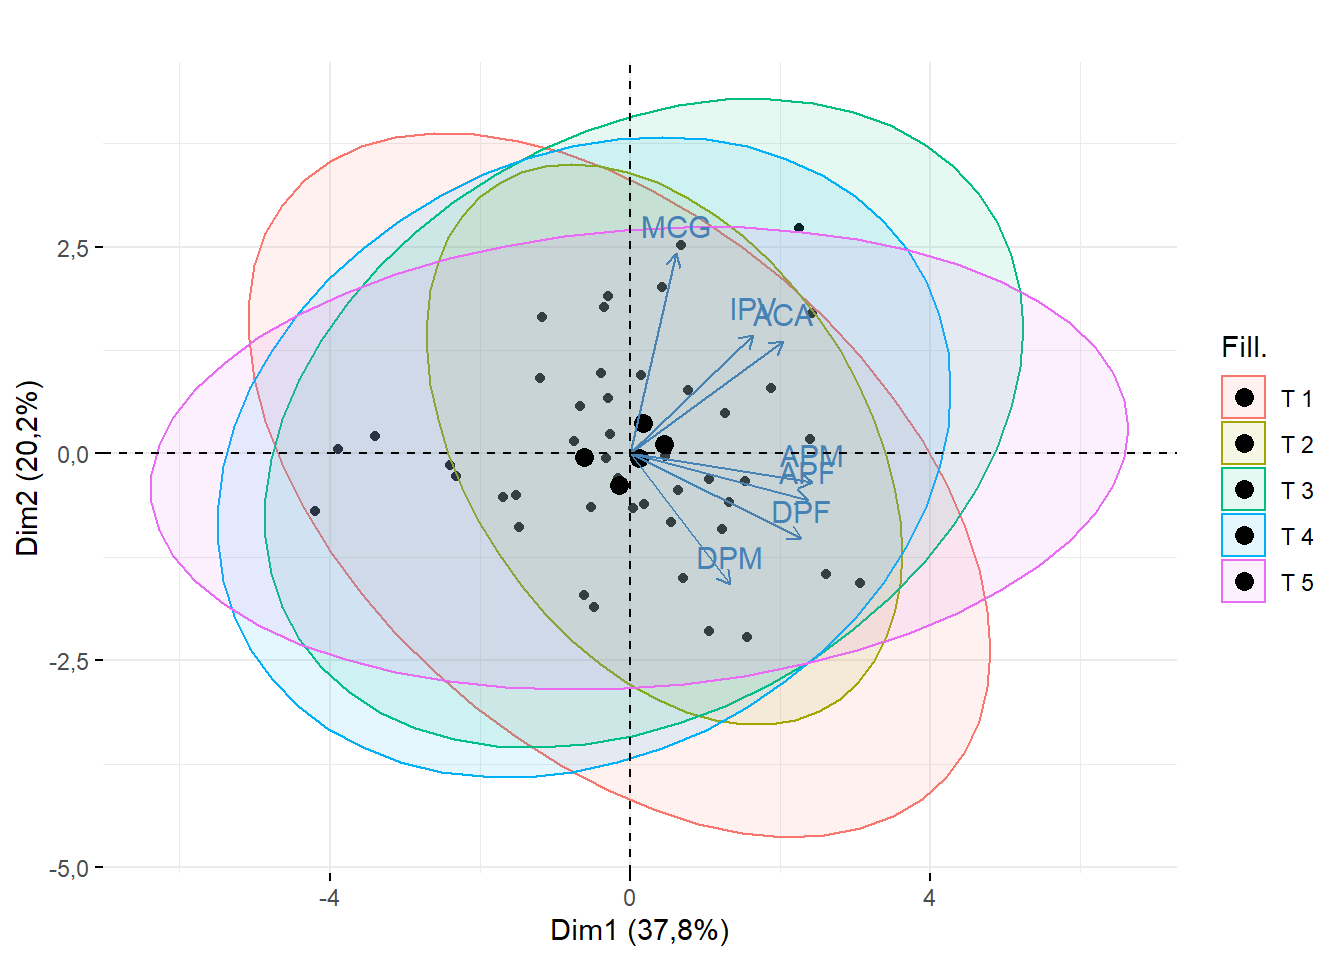 MCG
IPV
ACA
APM
APF
DPF
DPM
2,5
0,0
-2,5
-5,0
-4
0
4
Dim1 (37,8%)
Dim2 (20,2%)
Fill.
T 1
T 2
T 3
T 4
T 5